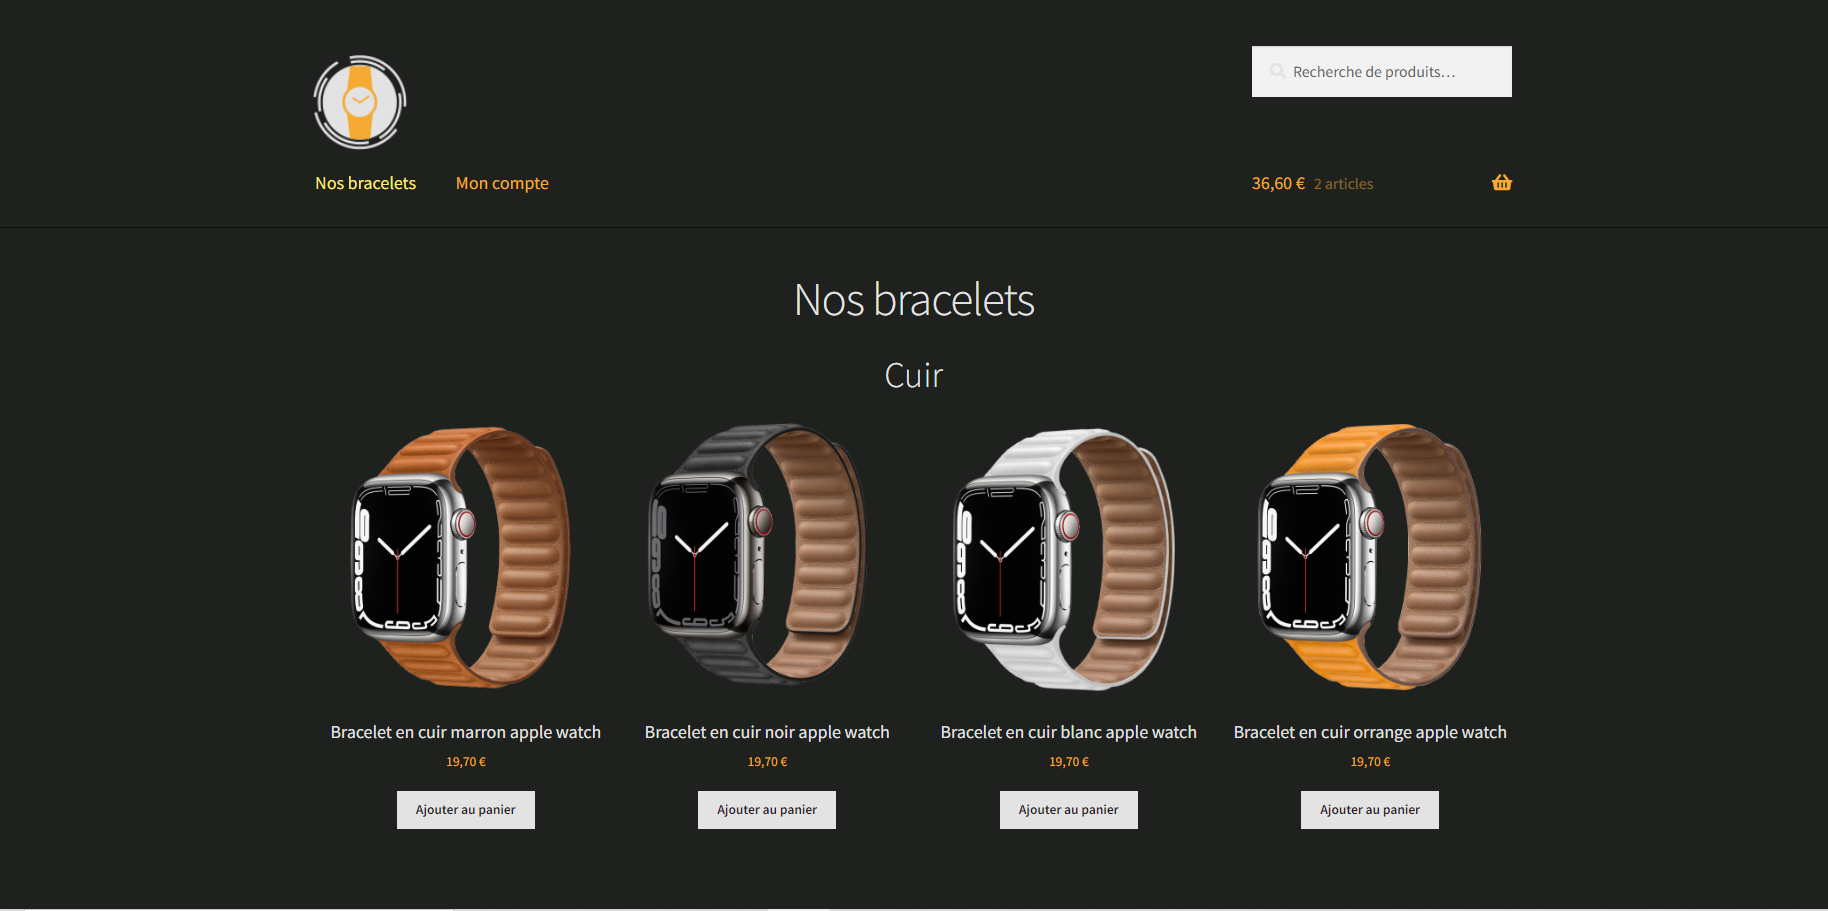 Recherche de produits...
Nos bracelets
Mon compte
36,60 € 2 articles
Nos bracelets
Cuir
Bracelet en cuir marron apple watch
19,70 €
Ajouter au panier
Bracelet en cuir noir apple watch
19,70 €
Ajouter au panier
Bracelet en cuir blanc apple watch
19,70 €
Ajouter au panier
Bracelet en cuir orrange apple watch
19,70 €
Ajouter au panier